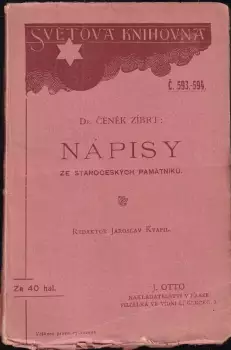 SVĚTOVÁ KNIHOVNA
Č. 593.-594.
Dr. ČENĚK ZÍBRT:
NÁPISY
ZE STAROČESKÝCH PAMÁTNÍKŮ.
Redaktor Jaroslav Kvapil.
Za 40 hal.
J. OTTO
NAKLADATELSTVÍ V PRAZE